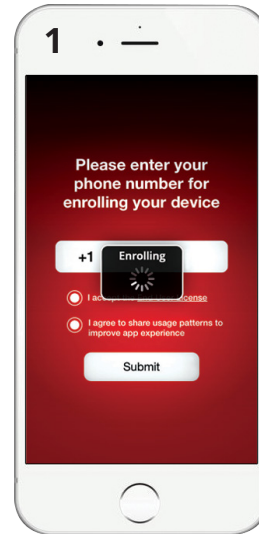 1
Please enter your
phone number for
enrolling your device
+1
Enrolling
I License
I agree to share usage patterns to
improve app experience
Submit